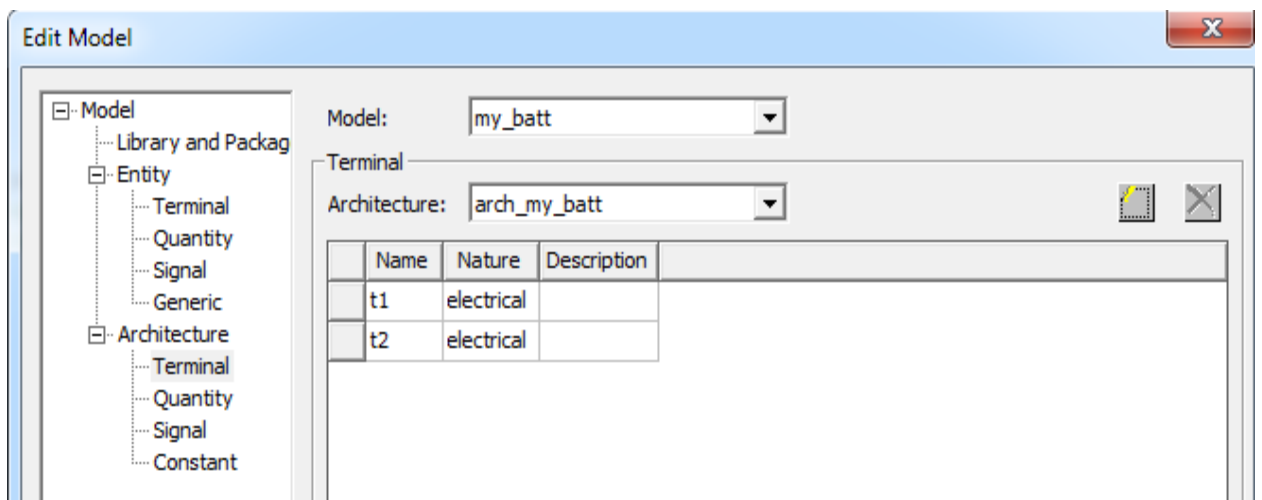 Edit Model
Model
Library and Packag
Entity
Terminal
Quantity
Signal
Generic
Architecture
Terminal
Quantity
Signal
Constant
Model: my_batt
Terminal
Architecture: arch_my_batt
Name Nature Description
t1 electrical
t2 electrical